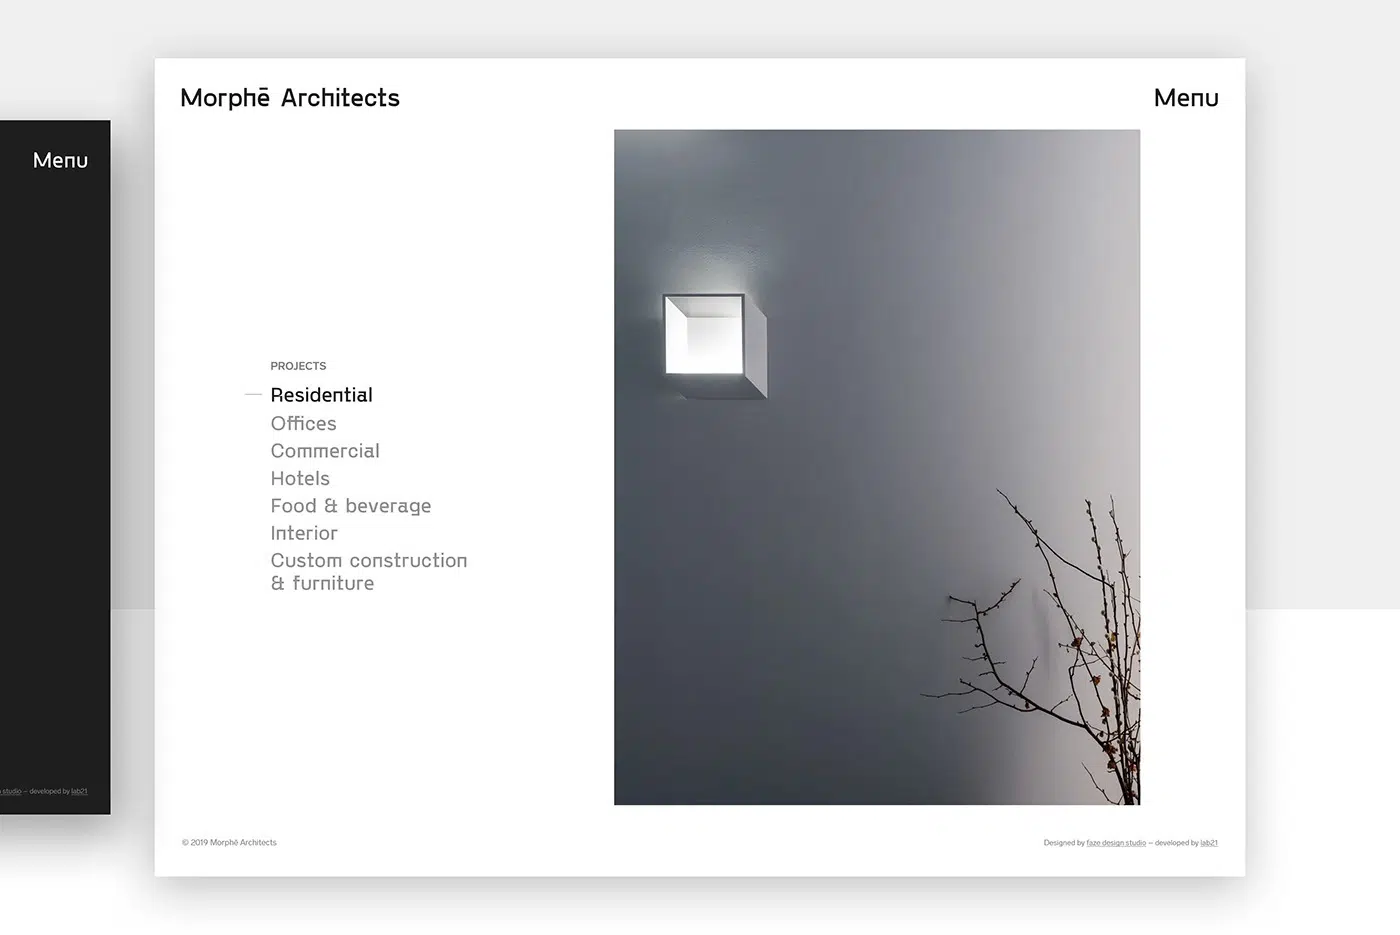 Morphē Architects
Menu
Menu
PROJECTS
Residential
Offices
Commercial
Hotels
Food & beverage
Interior
Custom construction
& furniture
studio – developed by lab21
© 2019 Morphē Architects
Designed by faze design studio – developed by lab21